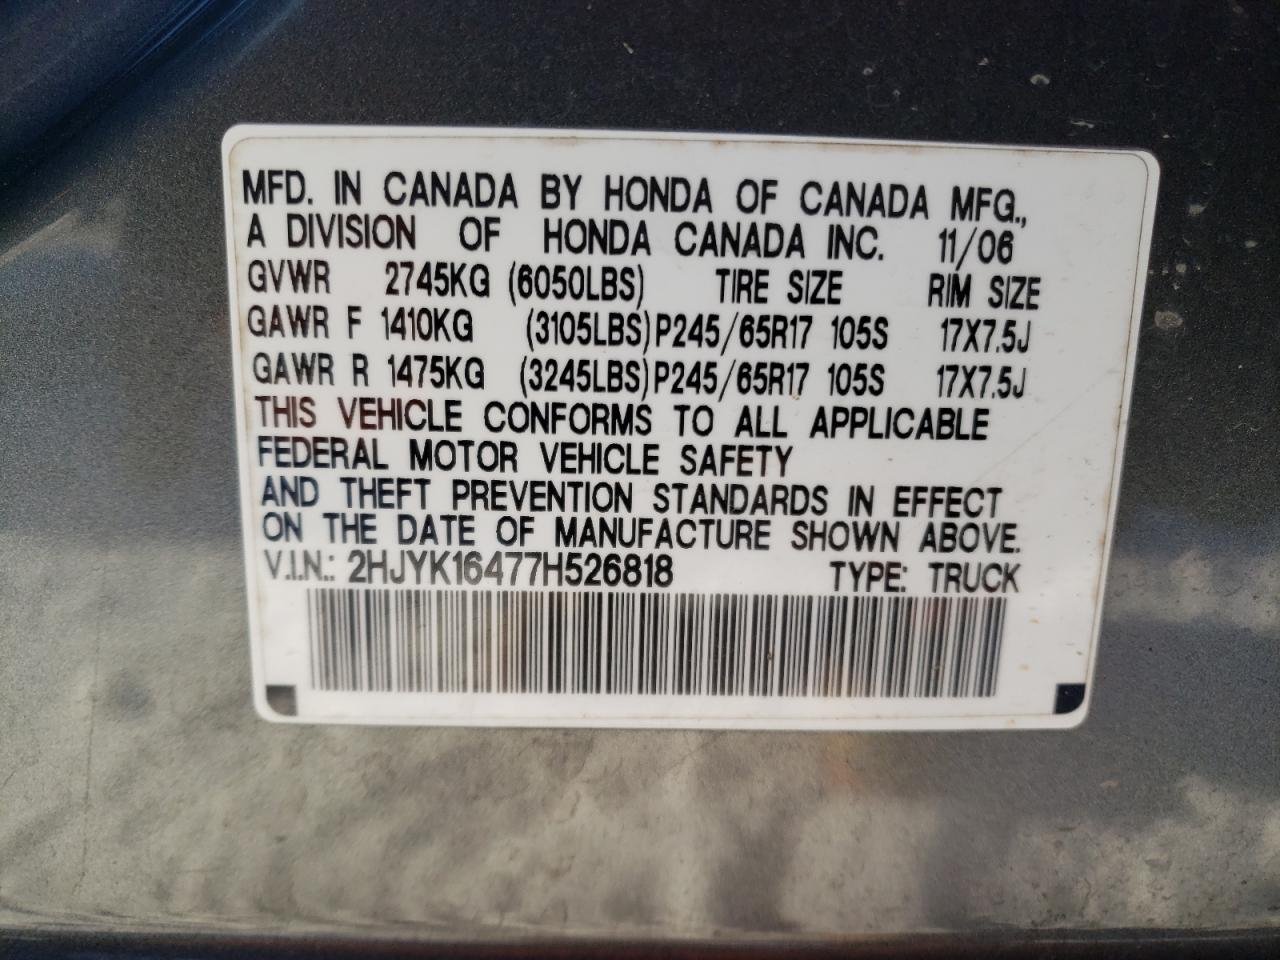 MFD. IN CANADA BY HONDA OF CANADA MFG.,
A DIVISION OF HONDA CANADA INC. 11/06
GVWR 2745KG (6050LBS) TIRE SIZE RIM SIZE
GAWR F 1410KG (3105LBS) P245/65R17 105S 17X7.5J
GAWR R 1475KG (3245LBS) P245/65R17 105S 17X7.5J
THIS VEHICLE CONFORMS TO ALL APPLICABLE
FEDERAL MOTOR VEHICLE SAFETY
AND THEFT PREVENTION STANDARDS IN EFFECT
ON THE DATE OF MANUFACTURE SHOWN ABOVE.
V.I.N.: 2HJYK16477H526818 TYPE: TRUCK